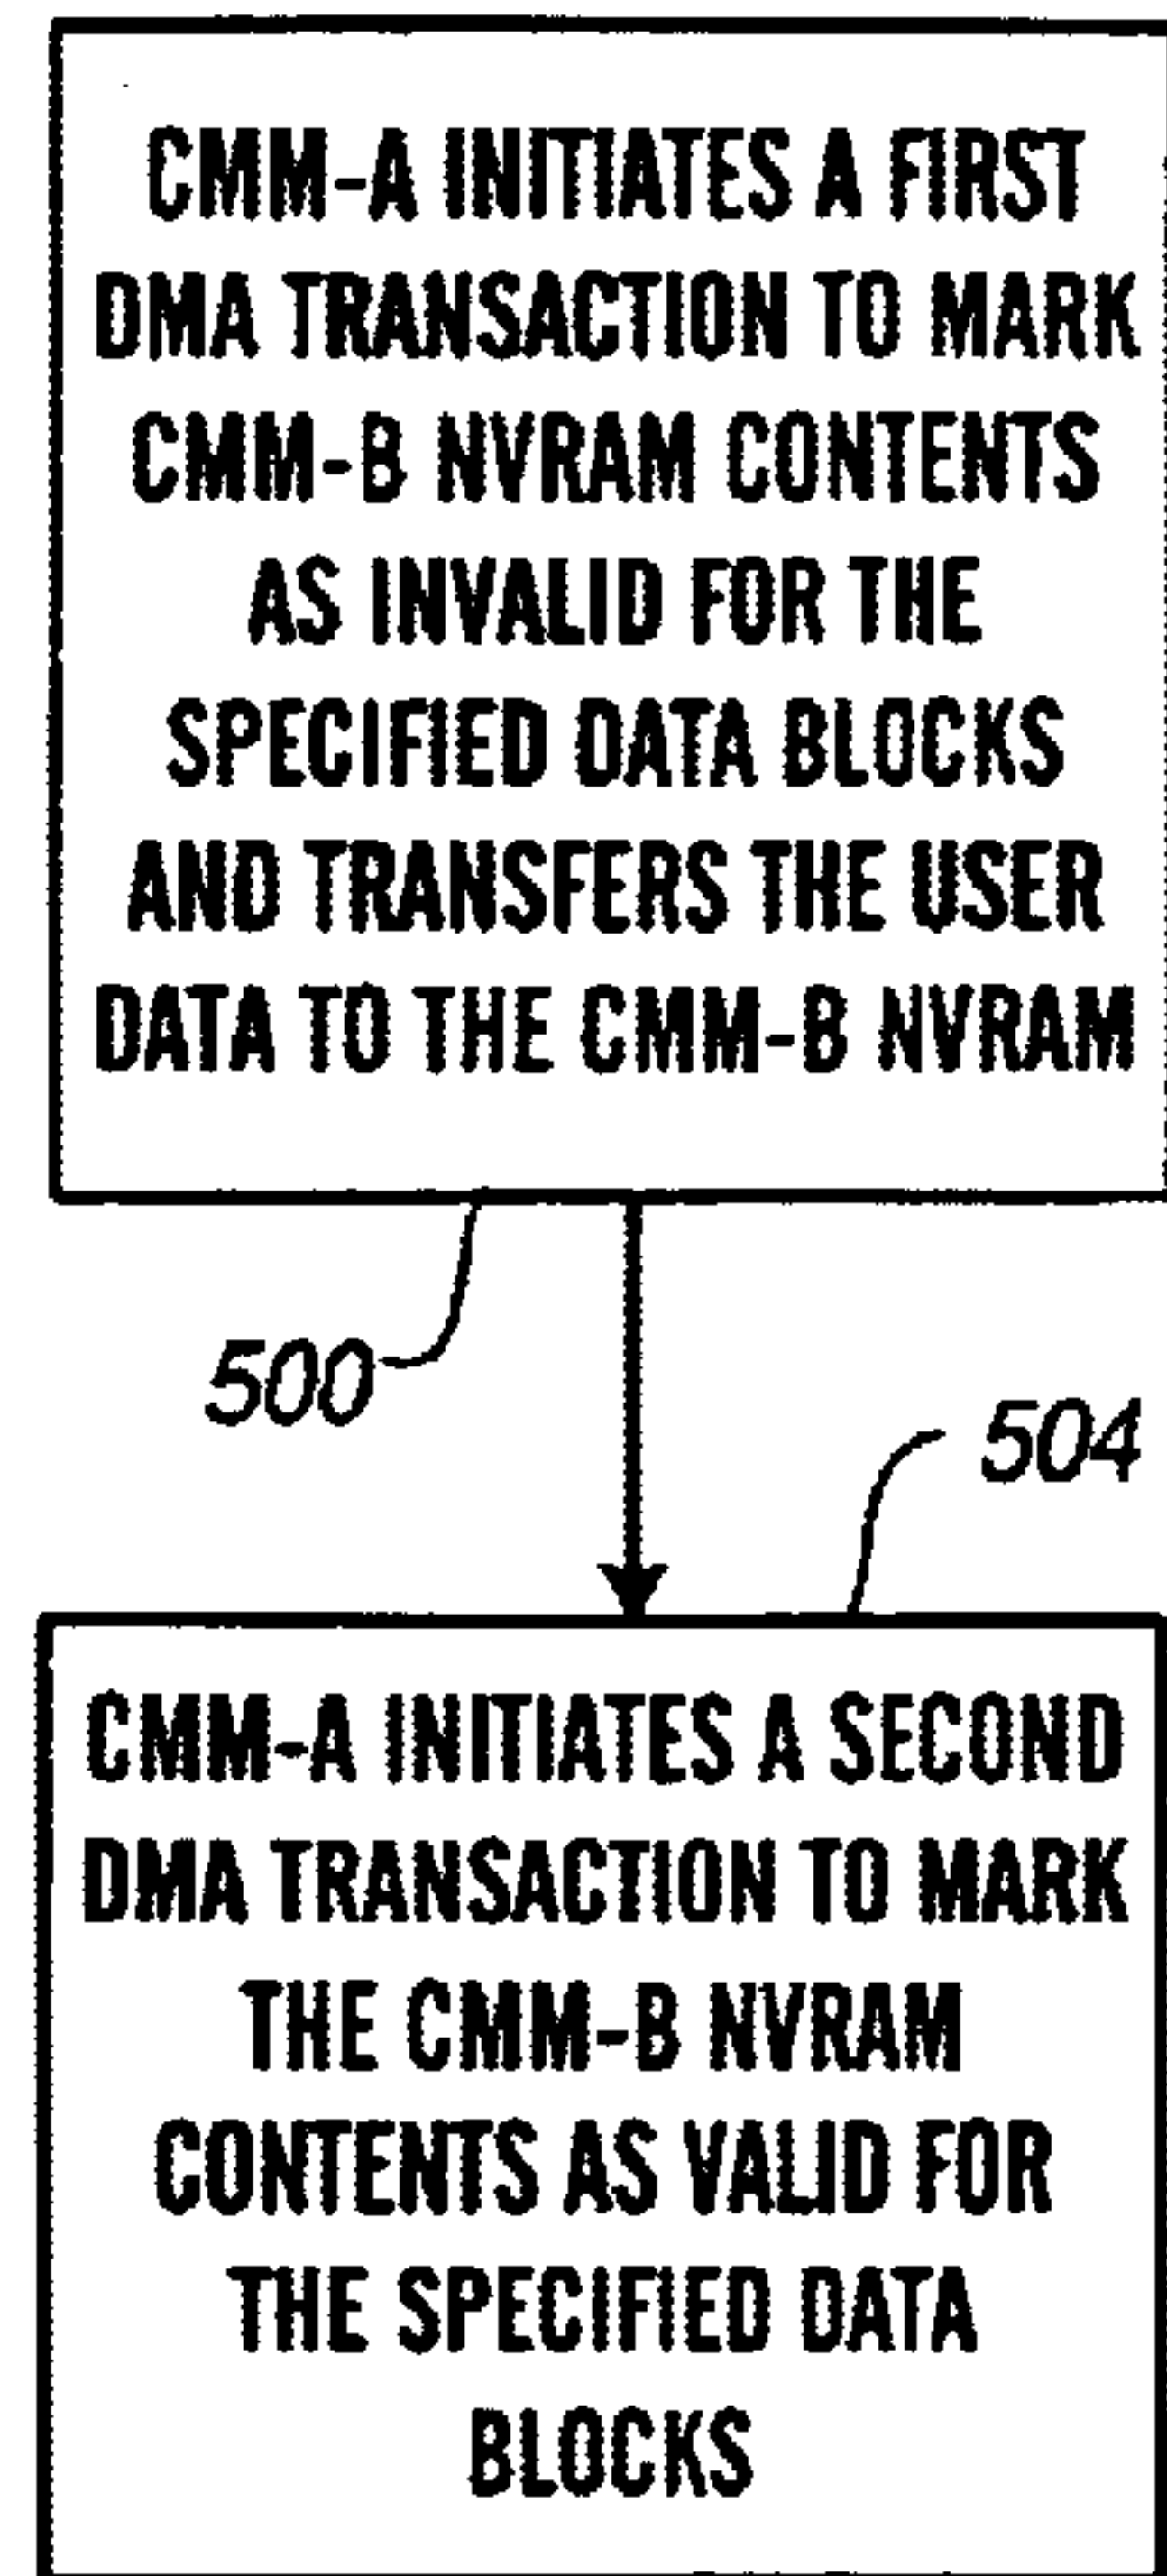 CMM-A INITIATES A FIRST
DMA TRANSACTION TO MARK
CMM-B NVRAM CONTENTS
AS INVALID FOR THE
SPECIFIED DATA BLOCKS
AND TRANSFERS THE USER
DATA TO THE CMM-B NVRAM
500
504
CMM-A INITIATES A SECOND
DMA TRANSACTION TO MARK
THE CMM-B NVRAM
CONTENTS AS VALID FOR
THE SPECIFIED DATA
BLOCKS